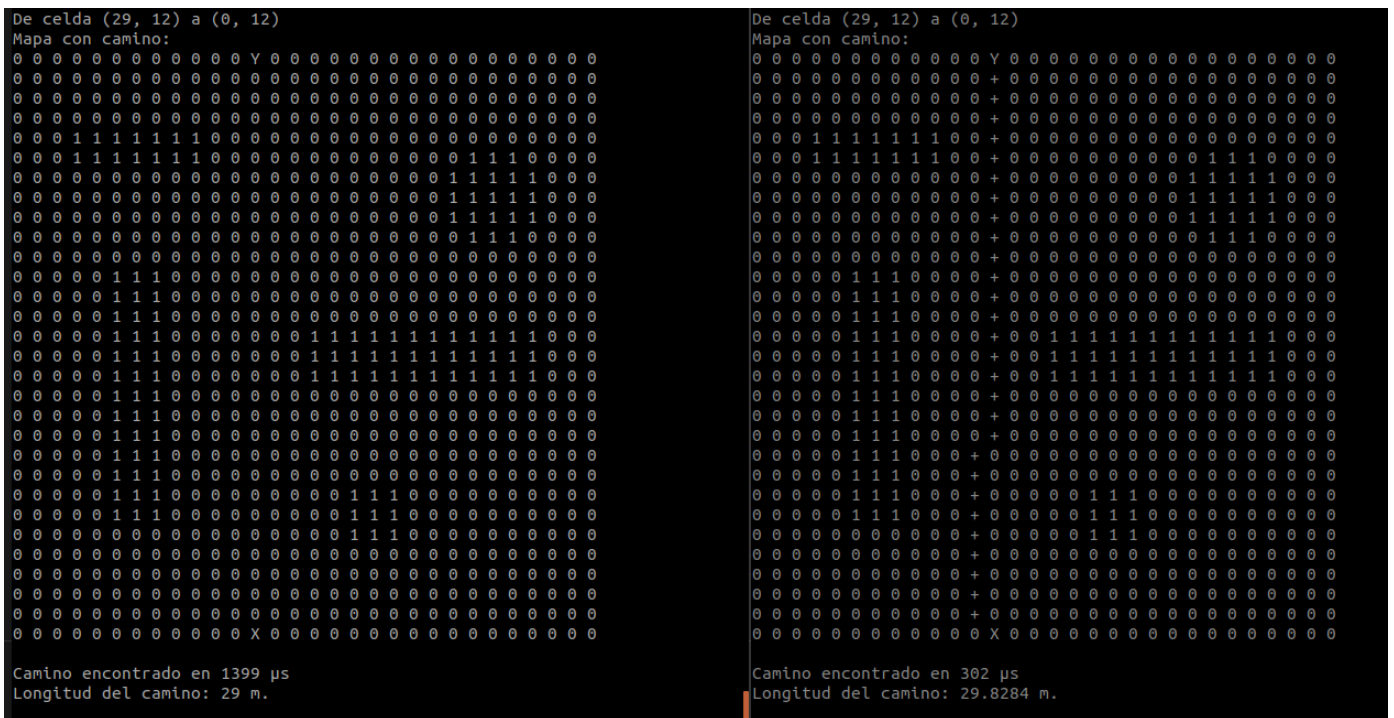 De celda (29, 12) a (0, 12)
Mapa con camino:
0 0 0 0 0 0 0 0 0 0 0 0 Y 0 0 0 0 0 0 0 0 0 0 0 0 0 0 0 0 0
0 0 0 0 0 0 0 0 0 0 0 0 0 0 0 0 0 0 0 0 0 0 0 0 0 0 0 0 0 0
0 0 0 0 0 0 0 0 0 0 0 0 0 0 0 0 0 0 0 0 0 0 0 0 0 0 0 0 0 0
0 0 0 0 0 0 0 0 0 0 0 0 0 0 0 0 0 0 0 0 0 0 0 0 0 0 0 0 0 0
0 0 0 1 1 1 1 1 1 1 0 0 0 0 0 0 0 0 0 0 0 0 0 0 0 0 0 0 0 0
0 0 0 1 1 1 1 1 1 1 0 0 0 0 0 0 0 0 0 0 0 0 0 1 1 1 0 0 0 0
0 0 0 0 0 0 0 0 0 0 0 0 0 0 0 0 0 0 0 0 0 0 1 1 1 1 1 0 0 0
0 0 0 0 0 0 0 0 0 0 0 0 0 0 0 0 0 0 0 0 0 0 1 1 1 1 1 0 0 0
0 0 0 0 0 0 0 0 0 0 0 0 0 0 0 0 0 0 0 0 0 0 1 1 1 1 1 0 0 0
0 0 0 0 0 0 0 0 0 0 0 0 0 0 0 0 0 0 0 0 0 0 0 1 1 1 0 0 0 0
0 0 0 0 0 0 0 0 0 0 0 0 0 0 0 0 0 0 0 0 0 0 0 0 0 0 0 0 0 0
0 0 0 0 0 1 1 1 0 0 0 0 0 0 0 0 0 0 0 0 0 0 0 0 0 0 0 0 0 0
0 0 0 0 0 1 1 1 0 0 0 0 0 0 0 0 0 0 0 0 0 0 0 0 0 0 0 0 0 0
0 0 0 0 0 1 1 1 0 0 0 0 0 0 0 0 0 0 0 0 0 0 0 0 0 0 0 0 0 0
0 0 0 0 0 1 1 1 0 0 0 0 0 0 0 1 1 1 1 1 1 1 1 1 1 1 1 0 0 0
0 0 0 0 0 1 1 1 0 0 0 0 0 0 0 1 1 1 1 1 1 1 1 1 1 1 1 0 0 0
0 0 0 0 0 1 1 1 0 0 0 0 0 0 0 1 1 1 1 1 1 1 1 1 1 1 1 0 0 0
0 0 0 0 0 1 1 1 0 0 0 0 0 0 0 0 0 0 0 0 0 0 0 0 0 0 0 0 0 0
0 0 0 0 0 1 1 1 0 0 0 0 0 0 0 0 0 0 0 0 0 0 0 0 0 0 0 0 0 0
0 0 0 0 0 1 1 1 0 0 0 0 0 0 0 0 0 0 0 0 0 0 0 0 0 0 0 0 0 0
0 0 0 0 0 1 1 1 0 0 0 0 0 0 0 0 0 0 0 0 0 0 0 0 0 0 0 0 0 0
0 0 0 0 0 1 1 1 0 0 0 0 0 0 0 0 0 0 0 0 0 0 0 0 0 0 0 0 0 0
0 0 0 0 0 1 1 1 0 0 0 0 0 0 0 0 0 1 1 1 0 0 0 0 0 0 0 0 0 0
0 0 0 0 0 1 1 1 0 0 0 0 0 0 0 0 0 1 1 1 0 0 0 0 0 0 0 0 0 0
0 0 0 0 0 0 0 0 0 0 0 0 0 0 0 0 0 1 1 1 0 0 0 0 0 0 0 0 0 0
0 0 0 0 0 0 0 0 0 0 0 0 0 0 0 0 0 0 0 0 0 0 0 0 0 0 0 0 0 0
0 0 0 0 0 0 0 0 0 0 0 0 0 0 0 0 0 0 0 0 0 0 0 0 0 0 0 0 0 0
0 0 0 0 0 0 0 0 0 0 0 0 0 0 0 0 0 0 0 0 0 0 0 0 0 0 0 0 0 0
0 0 0 0 0 0 0 0 0 0 0 0 0 0 0 0 0 0 0 0 0 0 0 0 0 0 0 0 0 0
0 0 0 0 0 0 0 0 0 0 0 0 X 0 0 0 0 0 0 0 0 0 0 0 0 0 0 0 0 0
Camino encontrado en 1399 µs
Longitud del camino: 29 m.
De celda (29, 12) a (0, 12)
Mapa con camino:
0 0 0 0 0 0 0 0 0 0 0 0 Y 0 0 0 0 0 0 0 0 0 0 0 0 0 0 0 0 0
0 0 0 0 0 0 0 0 0 0 0 0 + 0 0 0 0 0 0 0 0 0 0 0 0 0 0 0 0 0
0 0 0 0 0 0 0 0 0 0 0 0 + 0 0 0 0 0 0 0 0 0 0 0 0 0 0 0 0 0
0 0 0 0 0 0 0 0 0 0 0 0 + 0 0 0 0 0 0 0 0 0 0 0 0 0 0 0 0 0
0 0 0 1 1 1 1 1 1 1 0 0 + 0 0 0 0 0 0 0 0 0 0 0 0 0 0 0 0 0
0 0 0 1 1 1 1 1 1 1 0 0 + 0 0 0 0 0 0 0 0 0 0 1 1 1 0 0 0 0
0 0 0 0 0 0 0 0 0 0 0 0 + 0 0 0 0 0 0 0 0 0 1 1 1 1 1 0 0 0
0 0 0 0 0 0 0 0 0 0 0 0 + 0 0 0 0 0 0 0 0 0 1 1 1 1 1 0 0 0
0 0 0 0 0 0 0 0 0 0 0 0 + 0 0 0 0 0 0 0 0 0 1 1 1 1 1 0 0 0
0 0 0 0 0 0 0 0 0 0 0 0 + 0 0 0 0 0 0 0 0 0 0 1 1 1 0 0 0 0
0 0 0 0 0 0 0 0 0 0 0 0 + 0 0 0 0 0 0 0 0 0 0 0 0 0 0 0 0 0
0 0 0 0 0 1 1 1 0 0 0 0 + 0 0 0 0 0 0 0 0 0 0 0 0 0 0 0 0 0
0 0 0 0 0 1 1 1 0 0 0 0 + 0 0 0 0 0 0 0 0 0 0 0 0 0 0 0 0 0
0 0 0 0 0 1 1 1 0 0 0 0 + 0 0 0 0 0 0 0 0 0 0 0 0 0 0 0 0 0
0 0 0 0 0 1 1 1 0 0 0 0 + 0 0 1 1 1 1 1 1 1 1 1 1 1 1 0 0 0
0 0 0 0 0 1 1 1 0 0 0 0 + 0 0 1 1 1 1 1 1 1 1 1 1 1 1 0 0 0
0 0 0 0 0 1 1 1 0 0 0 0 + 0 0 1 1 1 1 1 1 1 1 1 1 1 1 0 0 0
0 0 0 0 0 1 1 1 0 0 0 0 + 0 0 0 0 0 0 0 0 0 0 0 0 0 0 0 0 0
0 0 0 0 0 1 1 1 0 0 0 0 + 0 0 0 0 0 0 0 0 0 0 0 0 0 0 0 0 0
0 0 0 0 0 1 1 1 0 0 0 0 + 0 0 0 0 0 0 0 0 0 0 0 0 0 0 0 0 0
0 0 0 0 0 1 1 1 0 0 0 + 0 0 0 0 0 0 0 0 0 0 0 0 0 0 0 0 0 0
0 0 0 0 0 1 1 1 0 0 0 + 0 0 0 0 0 0 0 0 0 0 0 0 0 0 0 0 0 0
0 0 0 0 0 1 1 1 0 0 0 + 0 0 0 0 0 1 1 1 0 0 0 0 0 0 0 0 0 0
0 0 0 0 0 1 1 1 0 0 0 + 0 0 0 0 0 1 1 1 0 0 0 0 0 0 0 0 0 0
0 0 0 0 0 0 0 0 0 0 0 + 0 0 0 0 0 1 1 1 0 0 0 0 0 0 0 0 0 0
0 0 0 0 0 0 0 0 0 0 0 + 0 0 0 0 0 0 0 0 0 0 0 0 0 0 0 0 0 0
0 0 0 0 0 0 0 0 0 0 0 + 0 0 0 0 0 0 0 0 0 0 0 0 0 0 0 0 0 0
0 0 0 0 0 0 0 0 0 0 0 + 0 0 0 0 0 0 0 0 0 0 0 0 0 0 0 0 0 0
0 0 0 0 0 0 0 0 0 0 0 + 0 0 0 0 0 0 0 0 0 0 0 0 0 0 0 0 0 0
0 0 0 0 0 0 0 0 0 0 0 0 X 0 0 0 0 0 0 0 0 0 0 0 0 0 0 0 0 0
Camino encontrado en 302 µs
Longitud del camino: 29.8284 m.